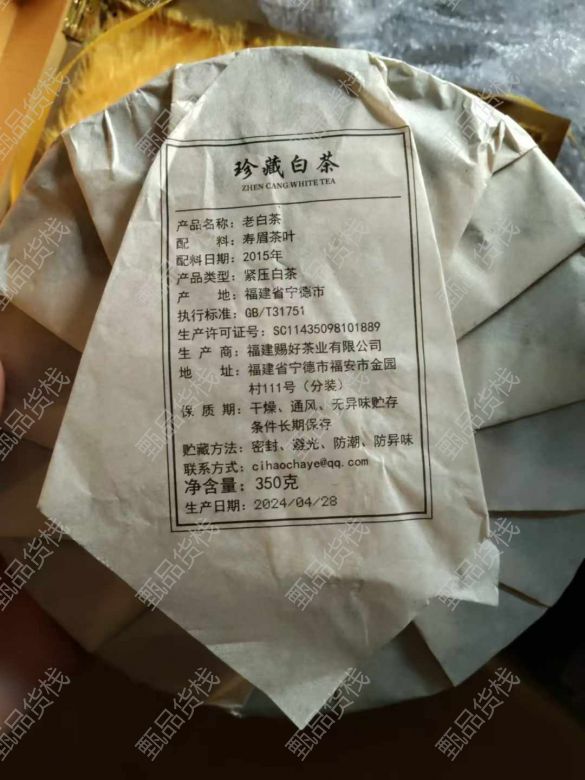 珍藏白茶
ZHEN CANG WHITE TEA
产品名称：老白茶
配 料：寿眉茶叶
配料日期：2015年
产品类型：紧压白茶
产 地：福建省宁德市
执行标准：GB/T31751
生产许可证号：SC11435098101889
生 产 商：福建赐好茶业有限公司
地 址：福建省宁德市福安市金园
村111号（分装）
保 质 期：干燥、通风、无异味贮存
条件长期保存
贮藏方法：密封、避光、防潮、防异味
联系方式：cihaochaye@qq.com
净含量：350克
生产日期：2024/04/28
甄品货栈